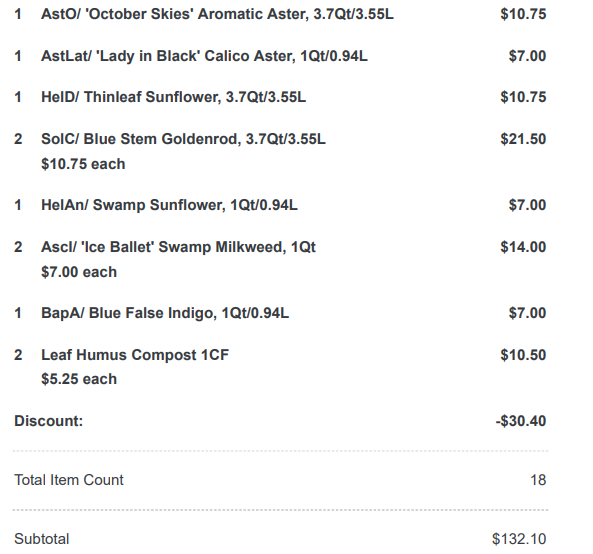 1 AstO/ 'October Skies' Aromatic Aster, 3.7Qt/3.55L $10.75
1 AstLat/ 'Lady in Black' Calico Aster, 1Qt/0.94L $7.00
1 HelD/ Thinleaf Sunflower, 3.7Qt/3.55L $10.75
2 SolC/ Blue Stem Goldenrod, 3.7Qt/3.55L $21.50
$10.75 each
1 HelAn/ Swamp Sunflower, 1Qt/0.94L $7.00
2 AscI/ 'Ice Ballet' Swamp Milkweed, 1Qt $14.00
$7.00 each
1 BapA/ Blue False Indigo, 1Qt/0.94L $7.00
2 Leaf Humus Compost 1CF $10.50
$5.25 each
Discount: -$30.40
Total Item Count 18
Subtotal $132.10